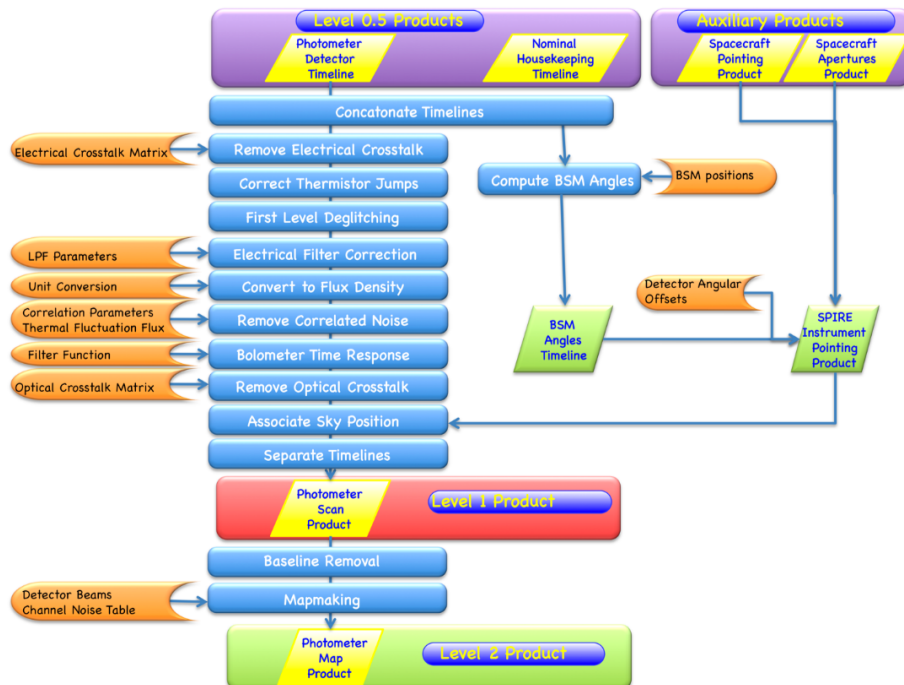 Level 0.5 Products
Auxiliary Products
Photometer
Detector
Timeline
Nominal
Housekeeping
Timeline
Spacecraft
Pointing
Product
Spacecraft
Apertures
Product
Concatonate Timelines
Electrical Crosstalk Matrix
Remove Electrical Crosstalk
Correct Thermistor Jumps
Compute BSM Angles
BSM positions
First Level Deglitching
LPF Parameters
Electrical Filter Correction
Unit Conversion
Convert to Flux Density
Detector Angular
Offsets
Correlation Parameters
Thermal Fluctuation Flux
Remove Correlated Noise
BSM
Angles
Timeline
SPIRE
Instrument
Pointing
Product
Filter Function
Bolometer Time Response
Optical Crosstalk Matrix
Remove Optical Crosstalk
Associate Sky Position
Separate Timelines
Photometer
Scan
Product
Level 1 Product
Baseline Removal
Detector Beams
Channel Noise Table
Mapmaking
Photometer
Map
Product
Level 2 Product